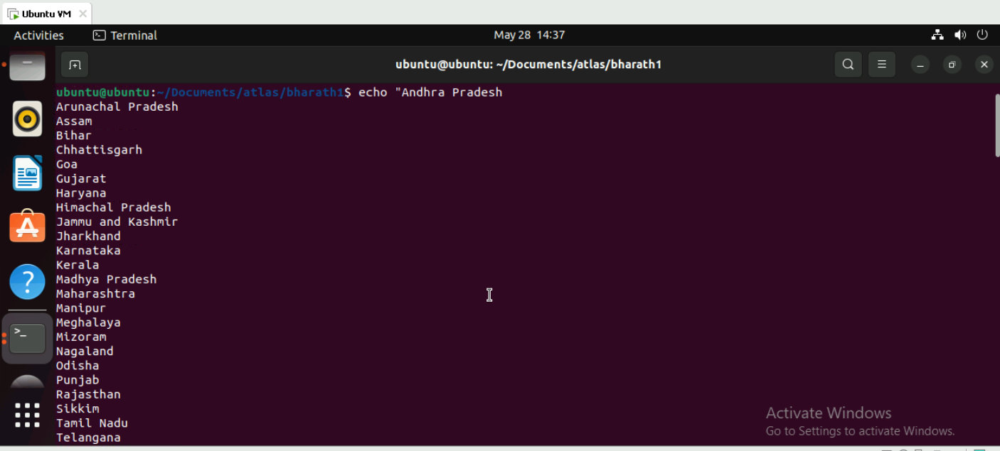 Ubuntu VM
Activities
Terminal
May 28 14:37
ubuntu@ubuntu: ~/Documents/atlas/bharath1
ubuntu@ubuntu:~/Documents/atlas/bharath1$ echo "Andhra Pradesh
Arunachal Pradesh
Assam
Bihar
Chhattisgarh
Goa
Gujarat
Haryana
Himachal Pradesh
Jammu and Kashmir
Jharkhand
Karnataka
Kerala
Madhya Pradesh
Maharashtra
Manipur
Meghalaya
Mizoram
Nagaland
Odisha
Punjab
Rajasthan
Sikkim
Tamil Nadu
Telangana
Activate Windows
Go to Settings to activate Windows.